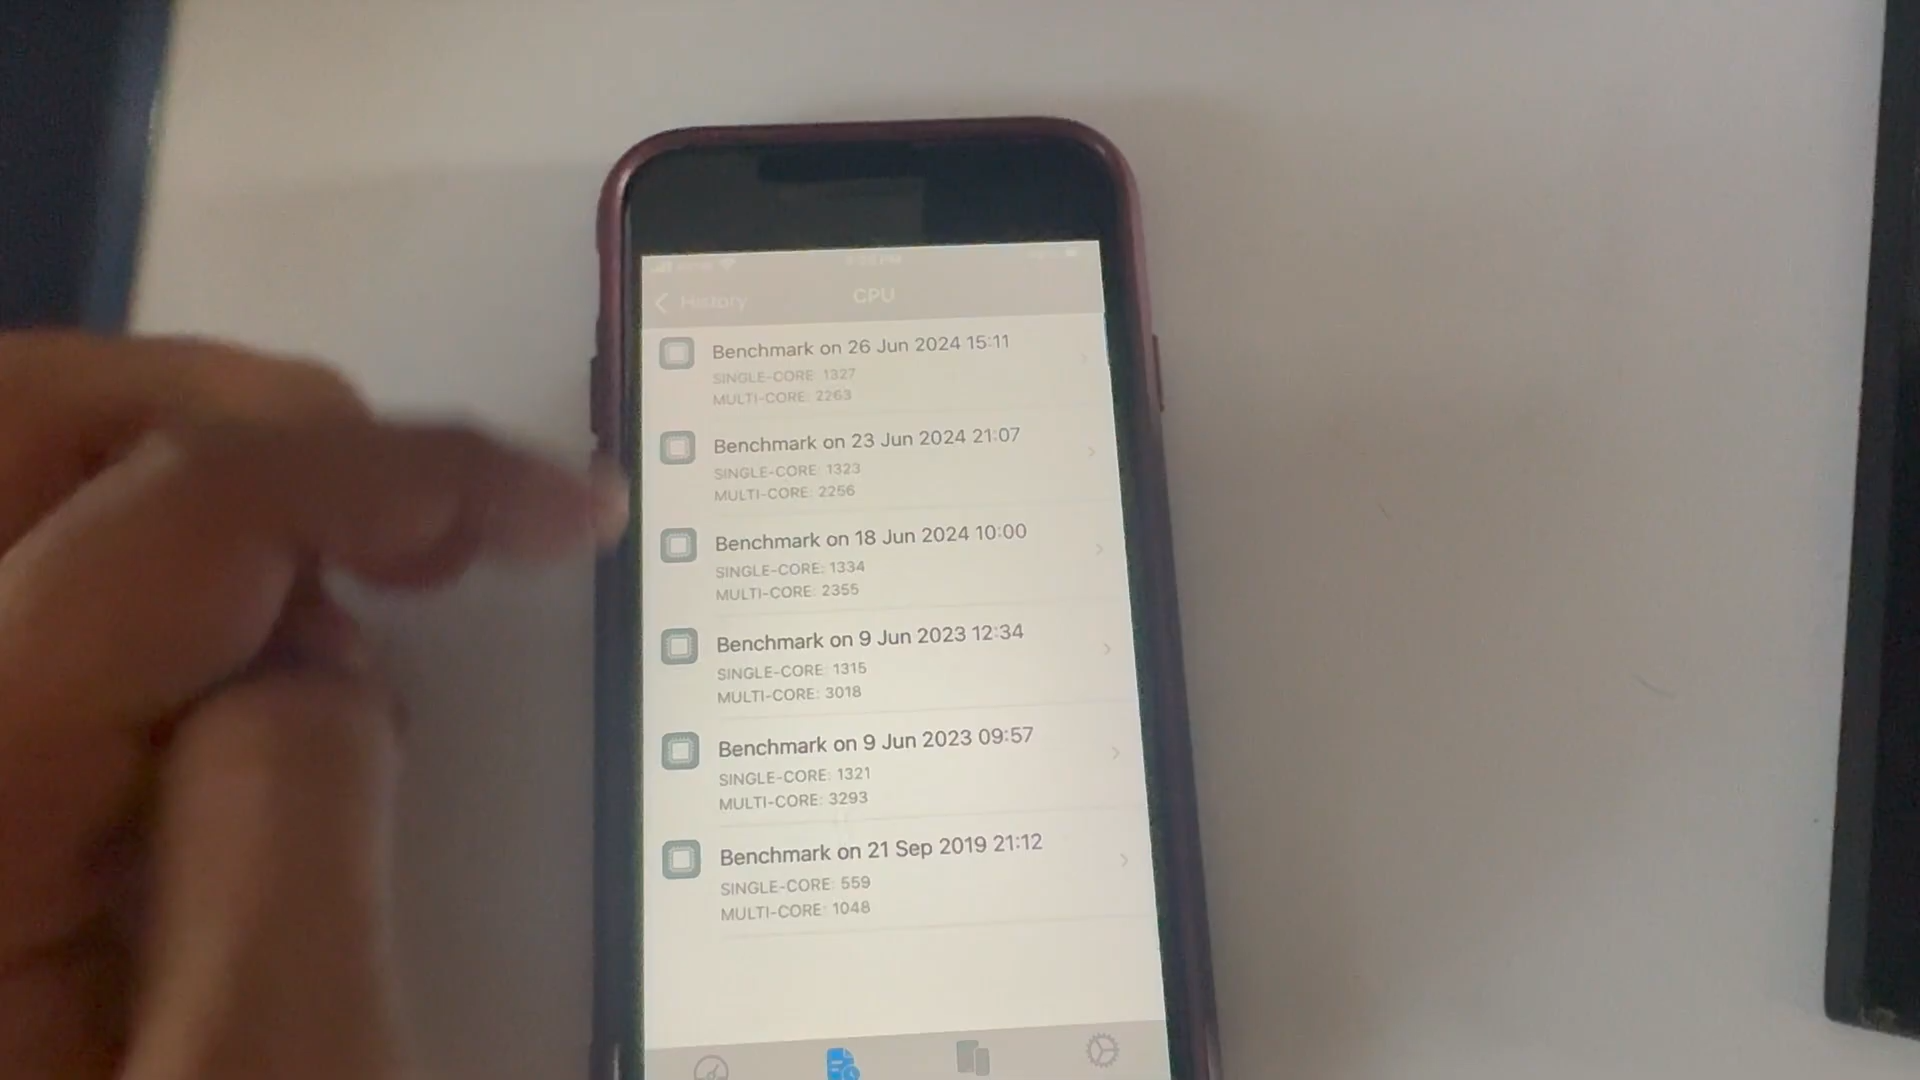 History
CPU
Benchmark on 26 Jun 2024 15:11
SINGLE-CORE: 1327
MULTI-CORE: 2263
Benchmark on 23 Jun 2024 21:07
SINGLE-CORE: 1323
MULTI-CORE: 2256
Benchmark on 18 Jun 2024 10:00
SINGLE-CORE: 1334
MULTI-CORE: 2355
Benchmark on 9 Jun 2023 12:34
SINGLE-CORE: 1315
MULTI-CORE: 3018
Benchmark on 9 Jun 2023 09:57
SINGLE-CORE: 1321
MULTI-CORE: 3293
Benchmark on 21 Sep 2019 21:12
SINGLE-CORE: 559
MULTI-CORE: 1048